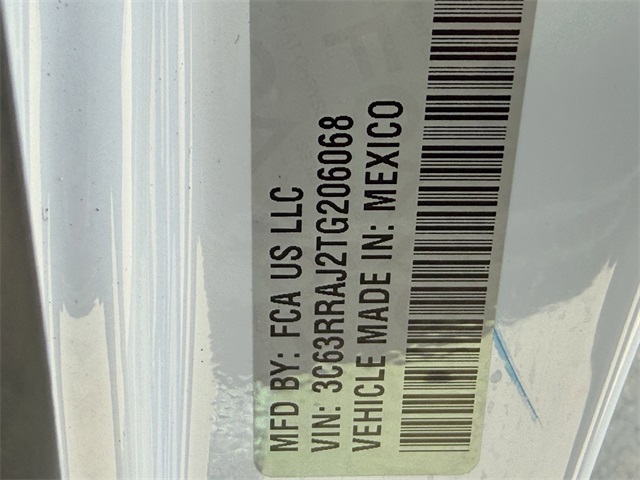 MFD BY: FCA US LLC
VIN: 3C63RRAJ2TG206068
VEHICLE MADE IN: MEXICO